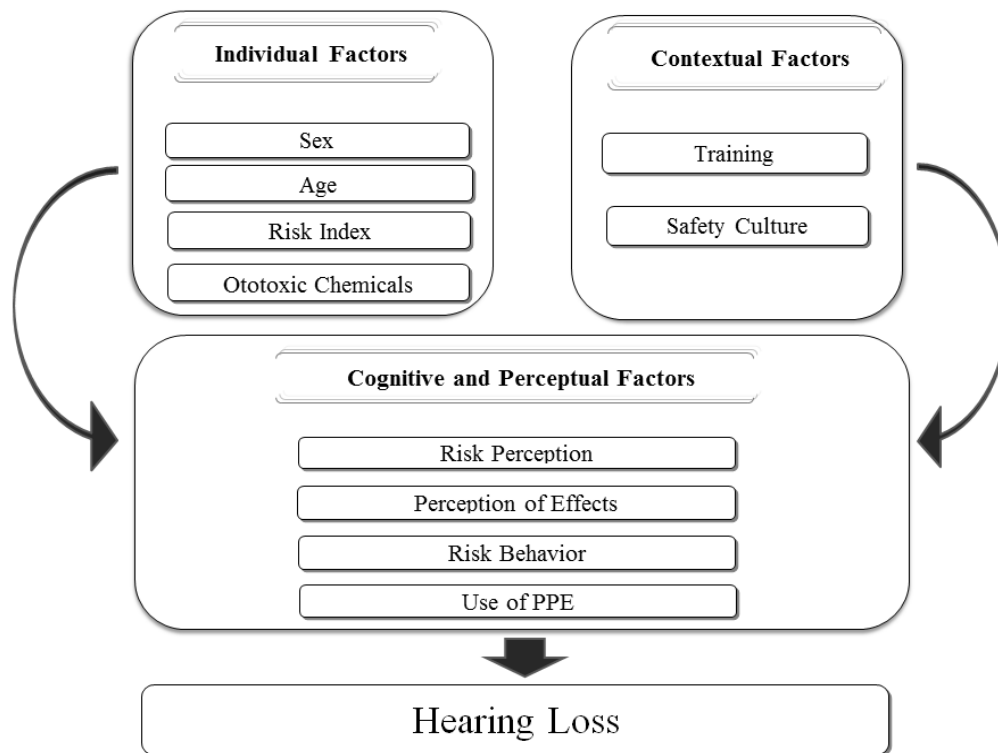 Individual Factors
Sex
Age
Risk Index
Ototoxic Chemicals
Contextual Factors
Training
Safety Culture
Cognitive and Perceptual Factors
Risk Perception
Perception of Effects
Risk Behavior
Use of PPE
Hearing Loss